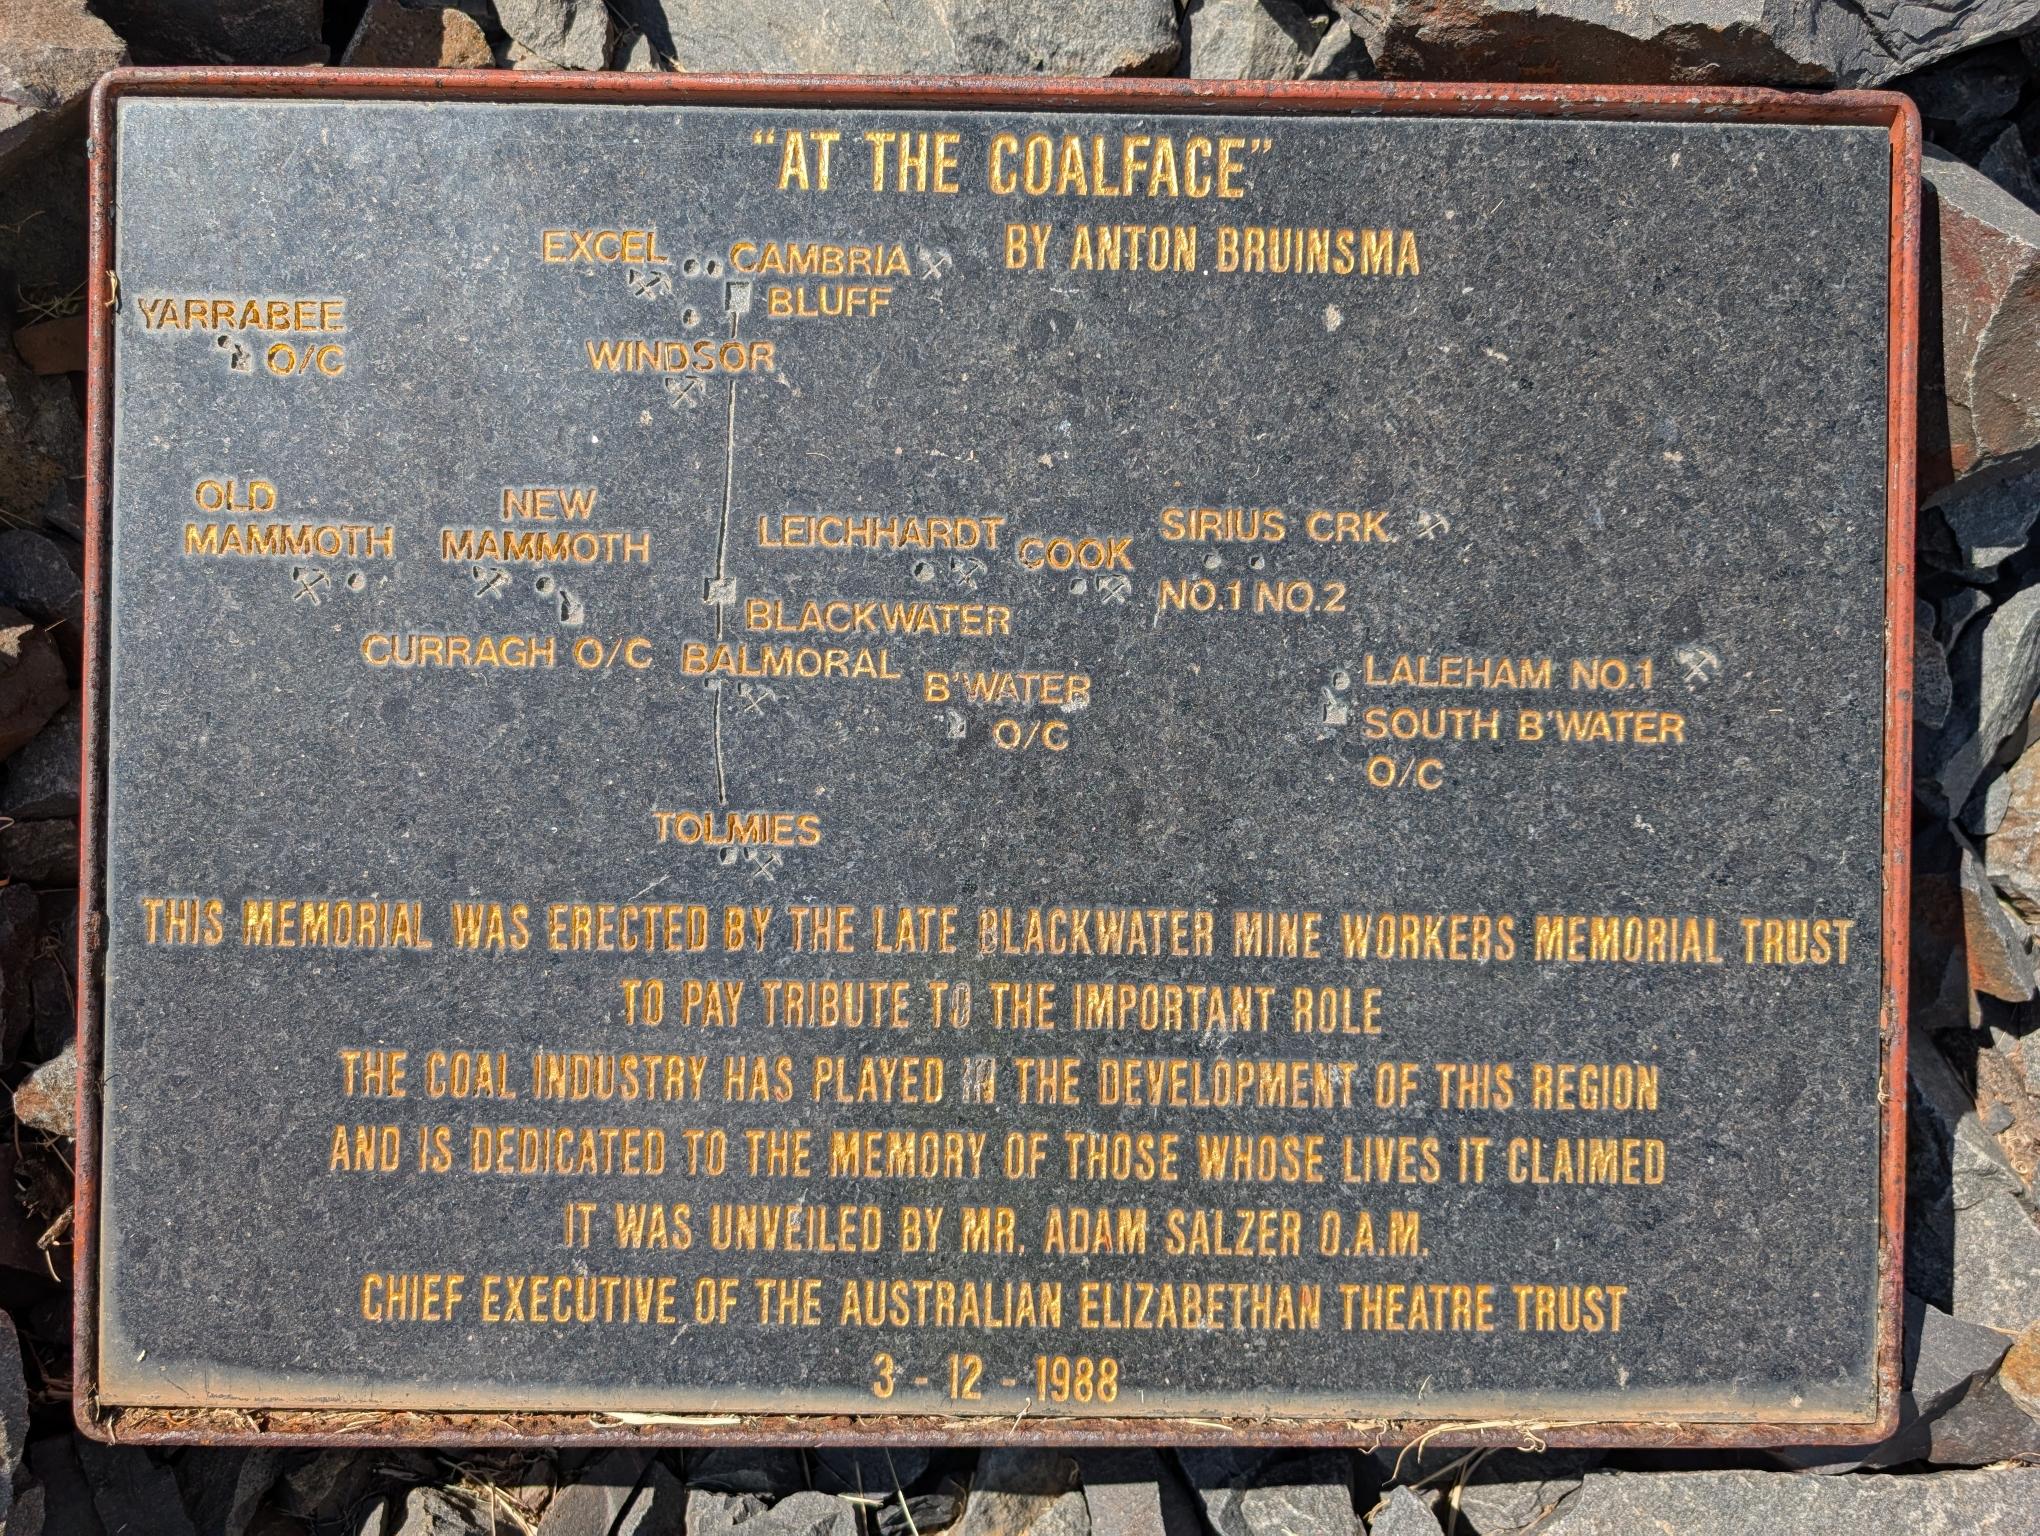 "AT THE COALFACE"
BY ANTON BRUINSMA
EXCEL
CAMBRIA
BLUFF
YARRABEE
O/C
WINDSOR
OLD
MAMMOTH
NEW
MAMMOTH
LEICHHARDT
COOK
SIRIUS CRK.
NO.1 NO.2
BLACKWATER
CURRAGH O/C
BALMORAL
B'WATER
O/C
LALEHAM NO.1
SOUTH B'WATER
O/C
TOLMIES
THIS MEMORIAL WAS ERECTED BY THE LATE BLACKWATER MINE WORKERS MEMORIAL TRUST
TO PAY TRIBUTE TO THE IMPORTANT ROLE
THE COAL INDUSTRY HAS PLAYED IN THE DEVELOPMENT OF THIS REGION
AND IS DEDICATED TO THE MEMORY OF THOSE WHOSE LIVES IT CLAIMED
IT WAS UNVEILED BY MR. ADAM SALZER O.A.M.
CHIEF EXECUTIVE OF THE AUSTRALIAN ELIZABETHAN THEATRE TRUST
3 - 12 - 1988